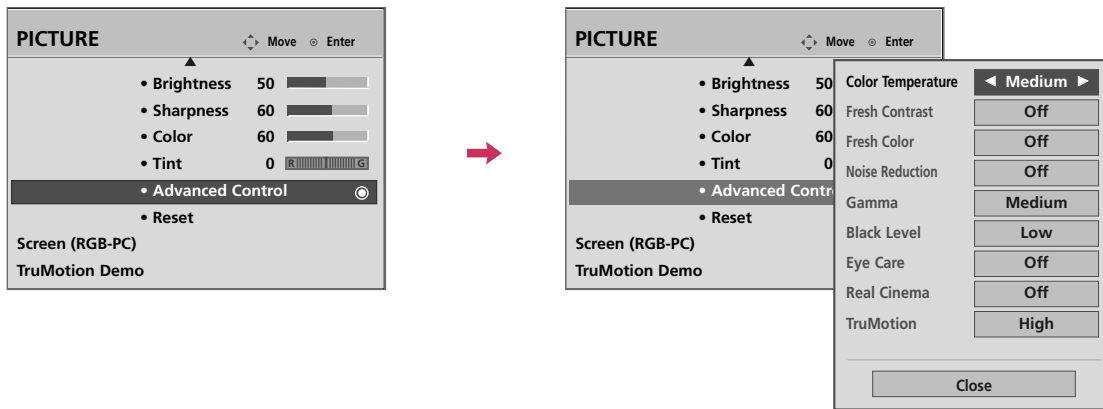 PICTURE Move Enter
• Brightness 50
• Sharpness 60
• Color 60
• Tint 0 R G
• Advanced Control
• Reset
Screen (RGB-PC)
TruMotion Demo
PICTURE Move Enter
• Brightness 50
• Sharpness 60
• Color 60
• Tint 0
• Advanced Contr
• Reset
Screen (RGB-PC)
TruMotion Demo
Color Temperature ◀ Medium ▶
Fresh Contrast Off
Fresh Color Off
Noise Reduction Off
Gamma Medium
Black Level Low
Eye Care Off
Real Cinema Off
TruMotion High
Close